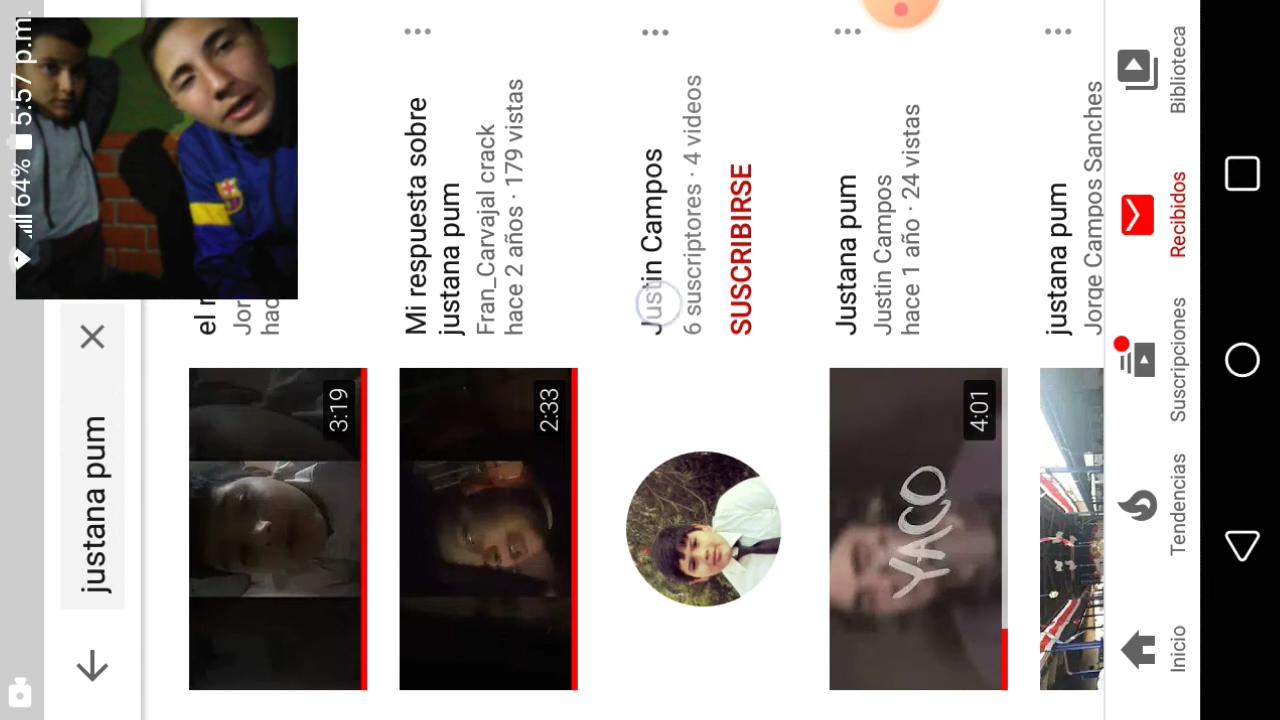 64% 5:57 p.m.
justana pum
el r
Jor
hac
3:19
Mi respuesta sobre
justana pum
Fran_Carvajal crack
hace 2 años · 179 vistas
2:33
Justin Campos
6 suscriptores · 4 videos
SUSCRIBIRSE
Justana pum
Justin Campos
hace 1 año · 24 vistas
4:01
YACO
justana pum
Jorge Campos Sanches
Inicio
Tendencias
Suscripciones
Recibidos
Biblioteca